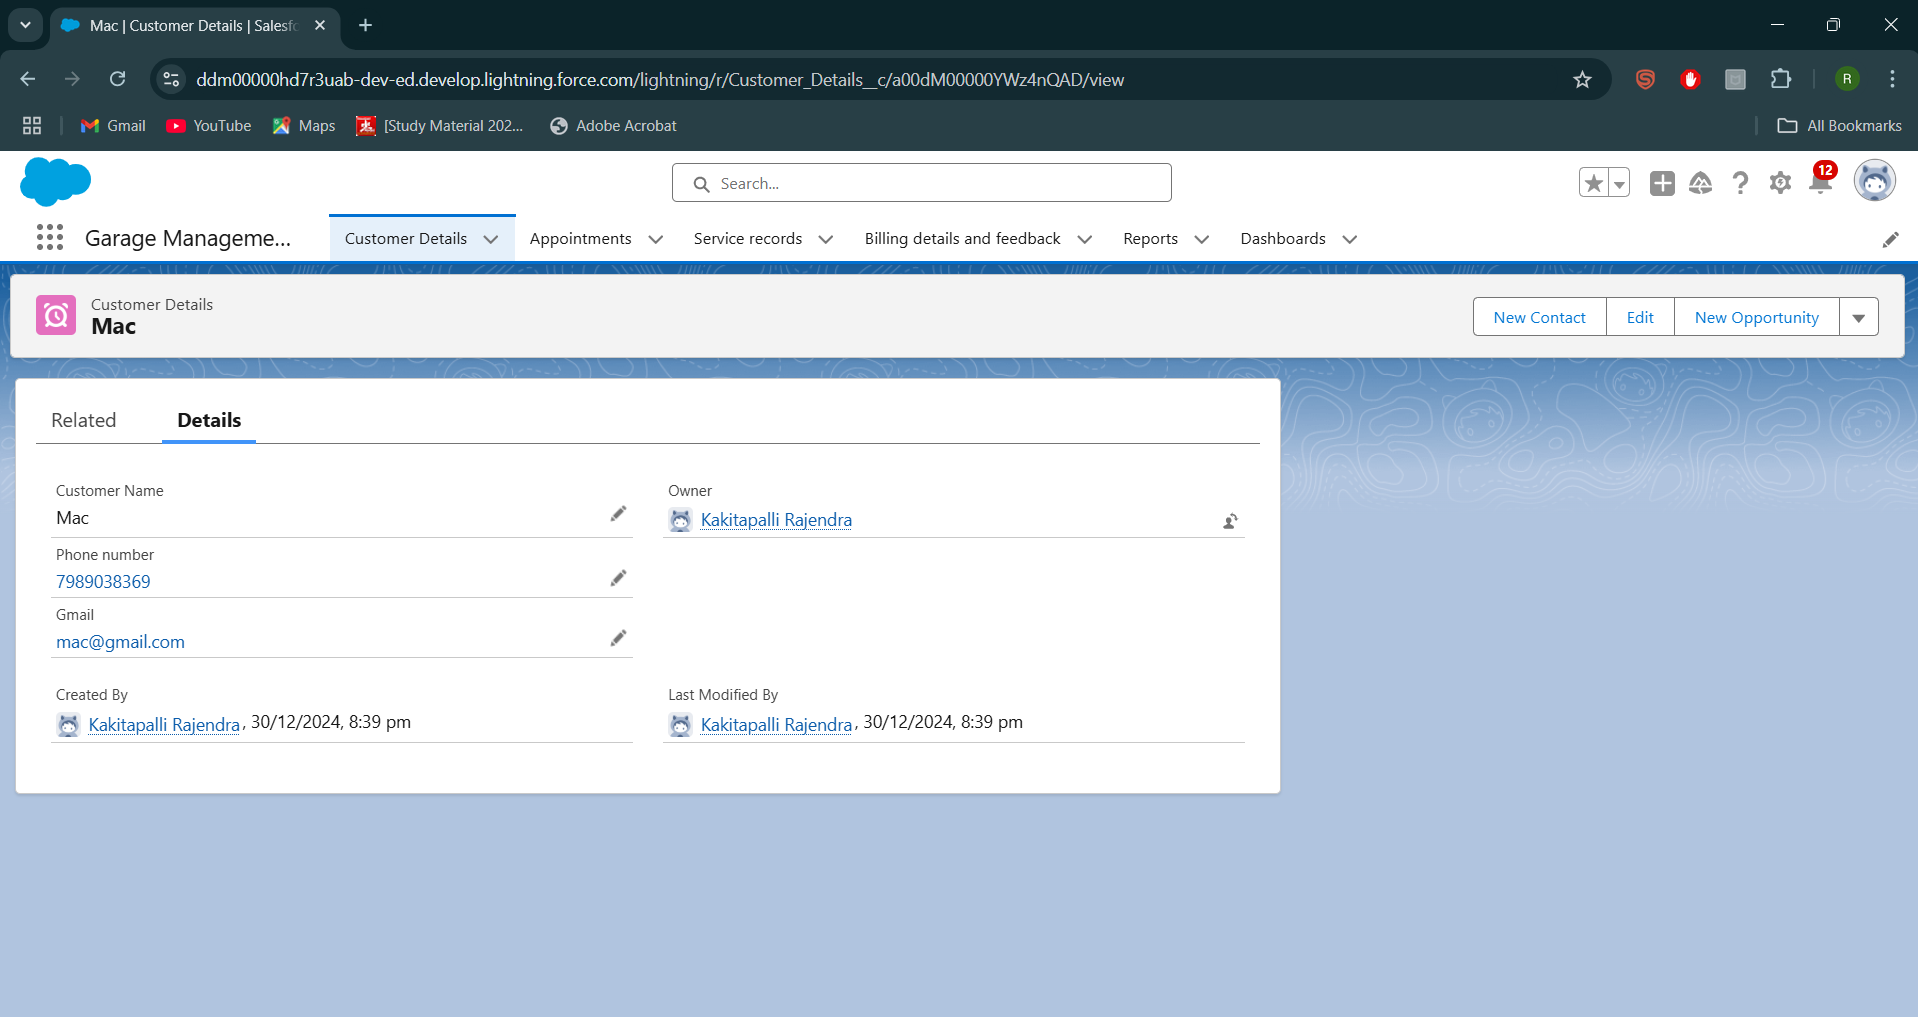 Mac | Customer Details | Salesfo
ddm00000hd7r3uab-dev-ed.develop.lightning.force.com/lightning/r/Customer_Details__c/a00dM00000YWz4nQAD/view
R
Gmail YouTube Maps [Study Material 202... Adobe Acrobat All Bookmarks
Search...
12
Garage Manageme... Customer Details Appointments Service records Billing details and feedback Reports Dashboards
Customer Details
Mac
New Contact Edit New Opportunity
Related Details
Customer Name
Mac
Owner
Kakitapalli Rajendra
Phone number
7989038369
Gmail
mac@gmail.com
Created By
Kakitapalli Rajendra, 30/12/2024, 8:39 pm
Last Modified By
Kakitapalli Rajendra, 30/12/2024, 8:39 pm